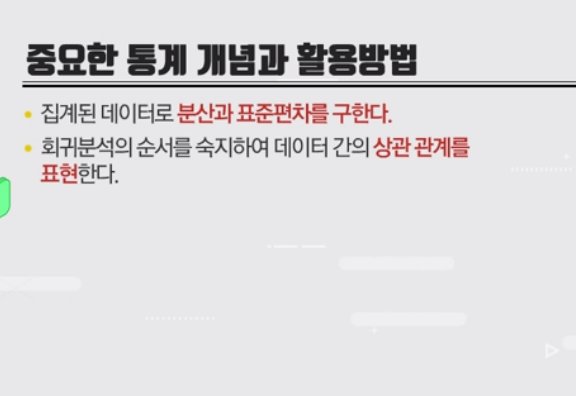 중요한 통계 개념과 활용방법
집계된 데이터로 분산과 표준편차를 구한다.
회귀분석의 순서를 숙지하여 데이터 간의 상관 관계를
표현한다.